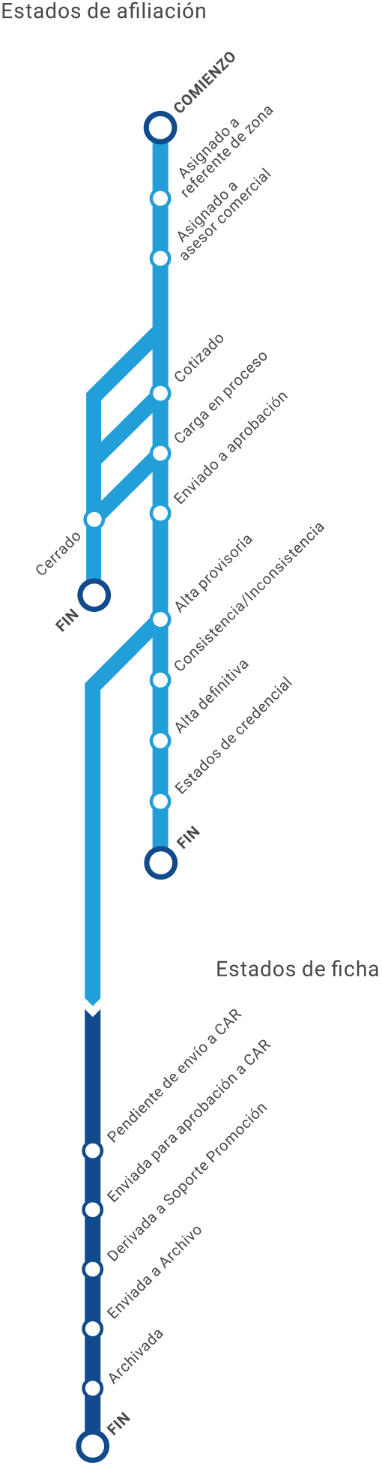 Estados de afiliación
COMIENZO
Asignado a
referente de zona
Asignado a
asesor comercial
Cotizado
Carga en proceso
Enviado a aprobación
Cerrado
FIN
Alta provisoria
Consistencia/Inconsistencia
Alta definitiva
Estados de credencial
FIN
Estados de ficha
Pendiente de envío a CAR
Enviada para aprobación a CAR
Derivada a Soporte Promoción
Enviada a Archivo
Archivada
FIN